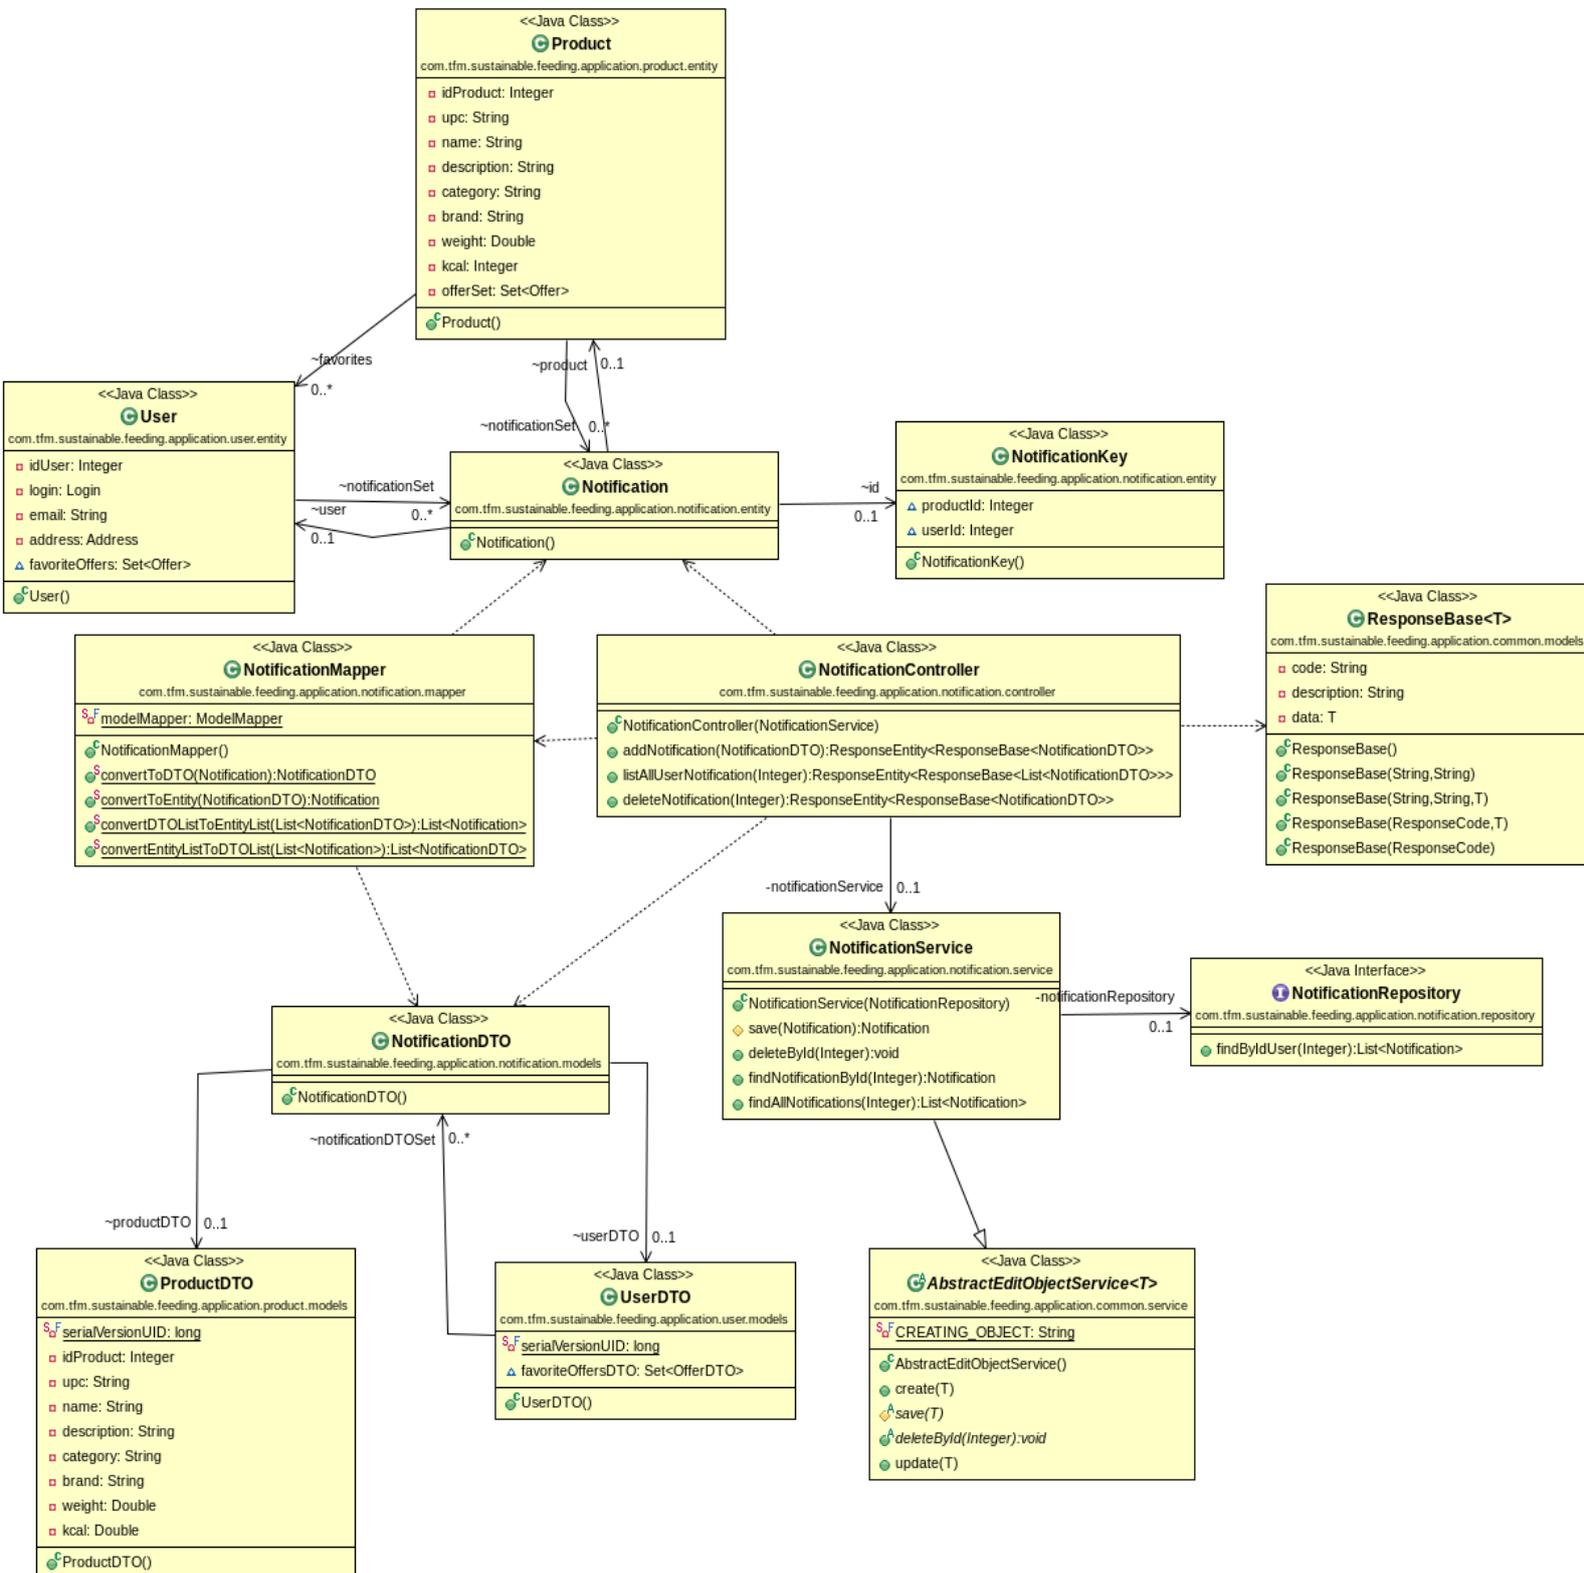 <<Java Class>>
Product
com.tfm.sustainable.feeding.application.product.entity
idProduct: Integer
upc: String
name: String
description: String
category: String
brand: String
weight: Double
kcal: Integer
offerSet: Set<Offer>
Product()
~favorites
0..*
~product
0..1
~notificationSet
0..*
<<Java Class>>
User
com.tfm.sustainable.feeding.application.user.entity
idUser: Integer
login: Login
email: String
address: Address
favoriteOffers: Set<Offer>
User()
~notificationSet
0..*
~user
0..1
<<Java Class>>
Notification
com.tfm.sustainable.feeding.application.notification.entity
Notification()
~id
0..1
<<Java Class>>
NotificationKey
com.tfm.sustainable.feeding.application.notification.entity
productId: Integer
userId: Integer
NotificationKey()
<<Java Class>>
NotificationMapper
com.tfm.sustainable.feeding.application.notification.mapper
modelMapper: ModelMapper
NotificationMapper()
convertToDTO(Notification):NotificationDTO
convertToEntity(NotificationDTO):Notification
convertDTOListToEntityList(List<NotificationDTO>):List<Notification>
convertEntityListToDTOList(List<Notification>):List<NotificationDTO>
<<Java Class>>
NotificationController
com.tfm.sustainable.feeding.application.notification.controller
NotificationController(NotificationService)
addNotification(NotificationDTO):ResponseEntity<ResponseBase<NotificationDTO>>
listAllUserNotification(Integer):ResponseEntity<ResponseBase<List<NotificationDTO>>>
deleteNotification(Integer):ResponseEntity<ResponseBase<NotificationDTO>>
<<Java Class>>
ResponseBase<T>
com.tfm.sustainable.feeding.application.common.models
code: String
description: String
data: T
ResponseBase()
ResponseBase(String,String)
ResponseBase(String,String,T)
ResponseBase(ResponseCode,T)
ResponseBase(ResponseCode)
-notificationService
0..1
<<Java Class>>
NotificationService
com.tfm.sustainable.feeding.application.notification.service
NotificationService(NotificationRepository)
save(Notification):Notification
deleteById(Integer):void
findNotificationById(Integer):Notification
findAllNotifications(Integer):List<Notification>
-notificationRepository
0..1
<<Java Interface>>
NotificationRepository
com.tfm.sustainable.feeding.application.notification.repository
findByIdUser(Integer):List<Notification>
<<Java Class>>
NotificationDTO
com.tfm.sustainable.feeding.application.notification.models
NotificationDTO()
~notificationDTOSet
0..*
~productDTO
0..1
~userDTO
0..1
<<Java Class>>
ProductDTO
com.tfm.sustainable.feeding.application.product.models
serialVersionUID: long
idProduct: Integer
upc: String
name: String
description: String
category: String
brand: String
weight: Double
kcal: Double
ProductDTO()
<<Java Class>>
UserDTO
com.tfm.sustainable.feeding.application.user.models
serialVersionUID: long
favoriteOffersDTO: Set<OfferDTO>
UserDTO()
<<Java Class>>
AbstractEditObjectService<T>
com.tfm.sustainable.feeding.application.common.service
CREATING_OBJECT: String
AbstractEditObjectService()
create(T)
save(T)
deleteById(Integer):void
update(T)